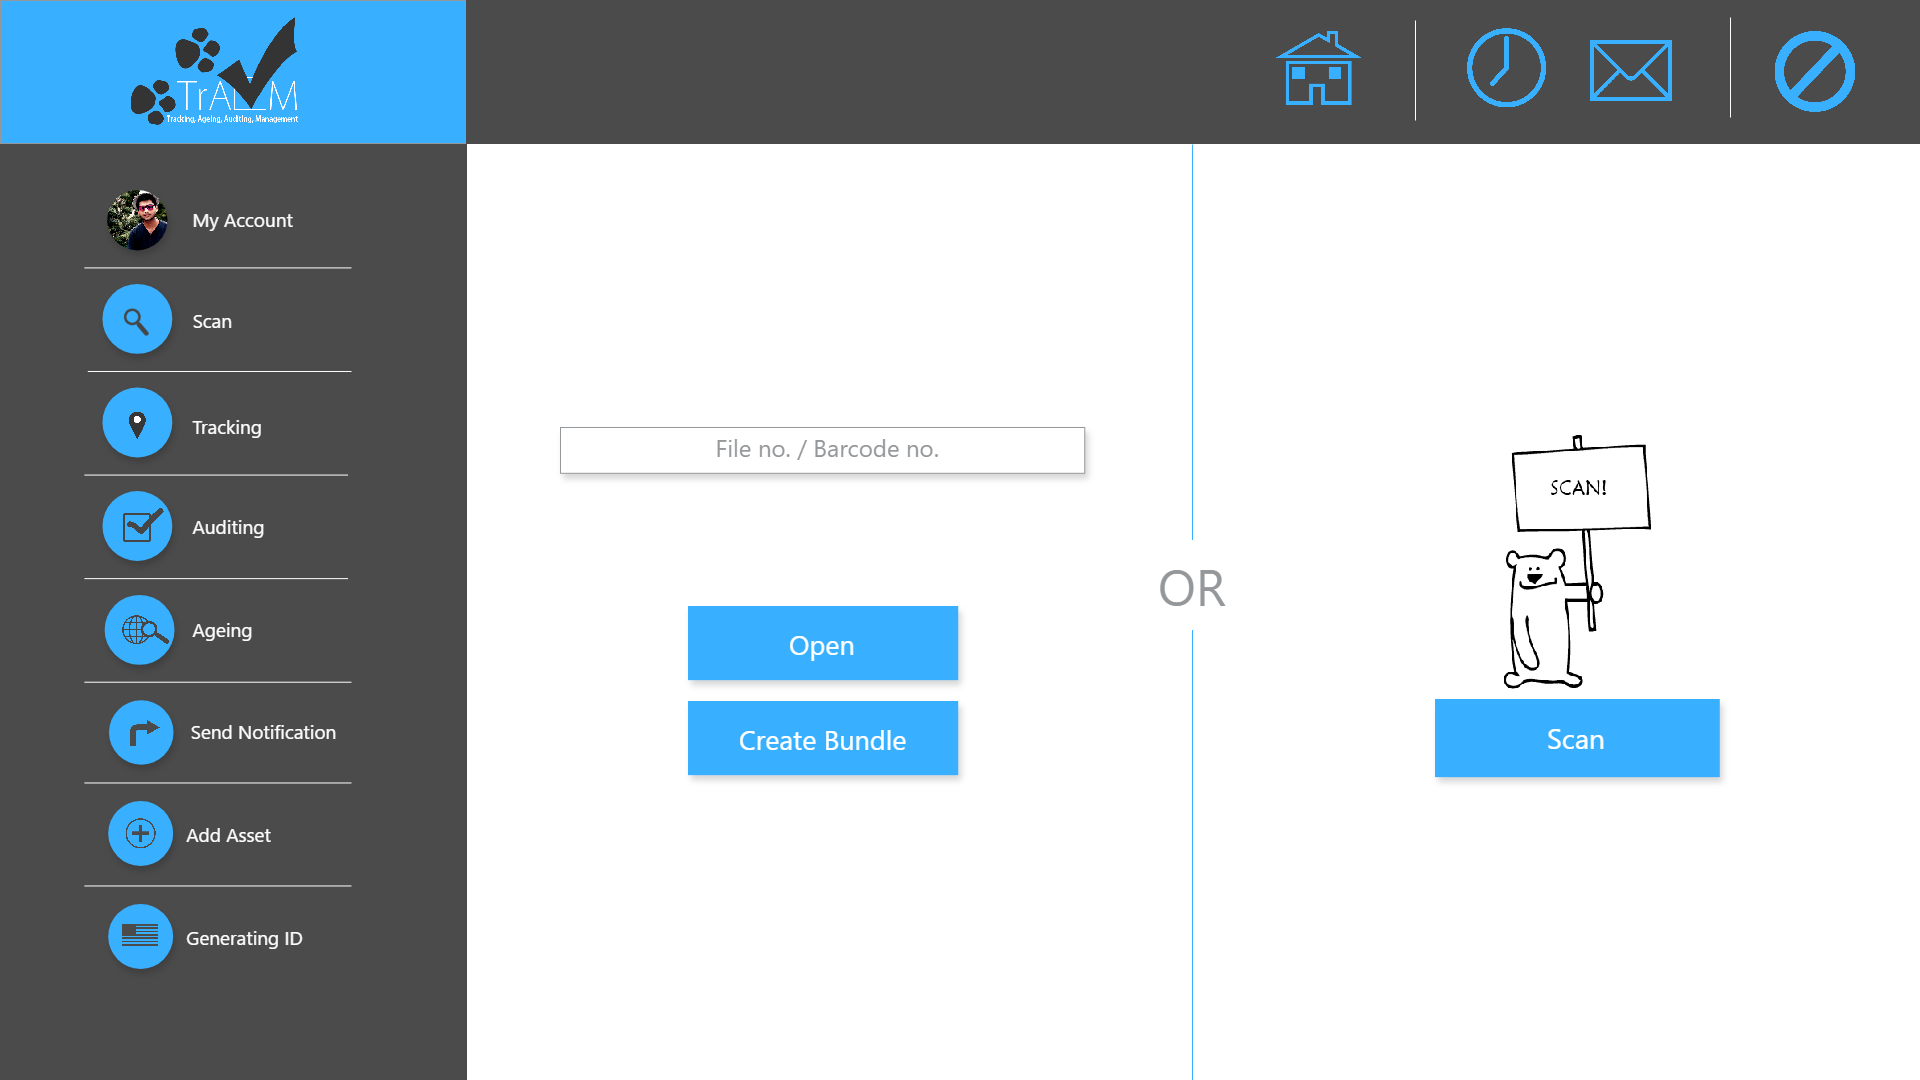 TrAAM
Tracking, Ageing, Auditing, Management
My Account
Scan
Tracking
Auditing
Ageing
Send Notification
Add Asset
Generating ID
File no. / Barcode no.
Open
Create Bundle
OR
SCAN!
Scan